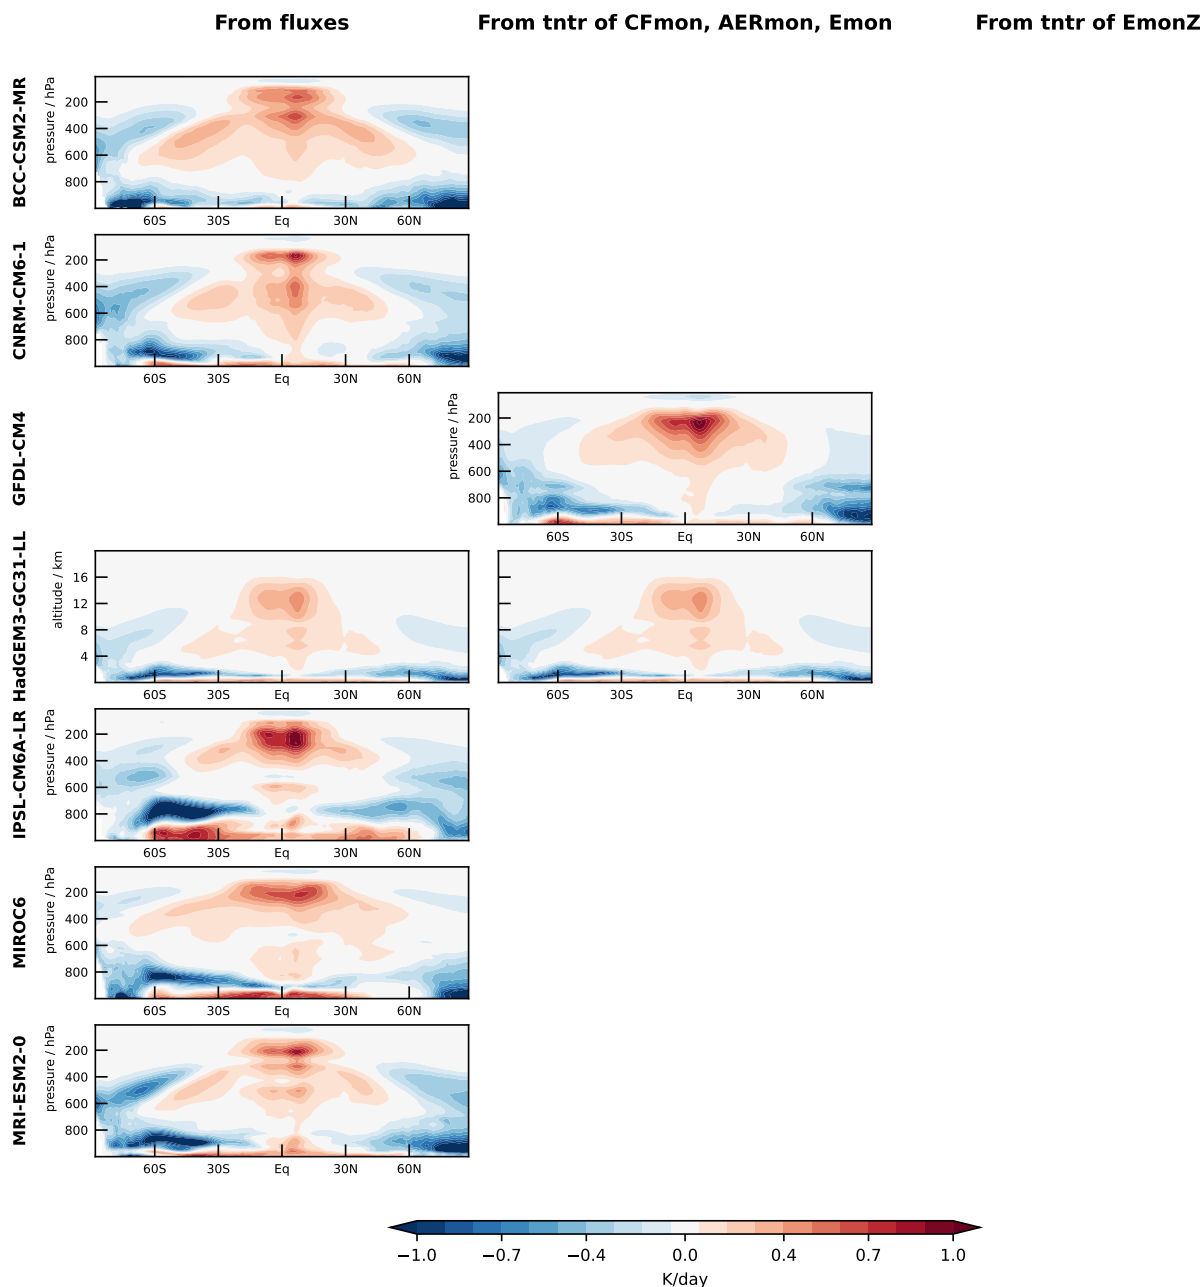 From fluxes
From tntr of CFmon, AERmon, Emon
From tntr of EmonZ
BCC-CSM2-MR
pressure / hPa
200
400
600
800
60S 30S Eq 30N 60N
CNRM-CM6-1
pressure / hPa
200
400
600
800
60S 30S Eq 30N 60N
GFDL-CM4
pressure / hPa
200
400
600
800
60S 30S Eq 30N 60N
HadGEM3-GC31-LL
altitude / km
16
12
8
4
60S 30S Eq 30N 60N
60S 30S Eq 30N 60N
IPSL-CM6A-LR
pressure / hPa
200
400
600
800
60S 30S Eq 30N 60N
MIROC6
pressure / hPa
200
400
600
800
60S 30S Eq 30N 60N
MRI-ESM2-0
pressure / hPa
200
400
600
800
60S 30S Eq 30N 60N
−1.0 −0.7 −0.4 0.0 0.4 0.7 1.0
K/day